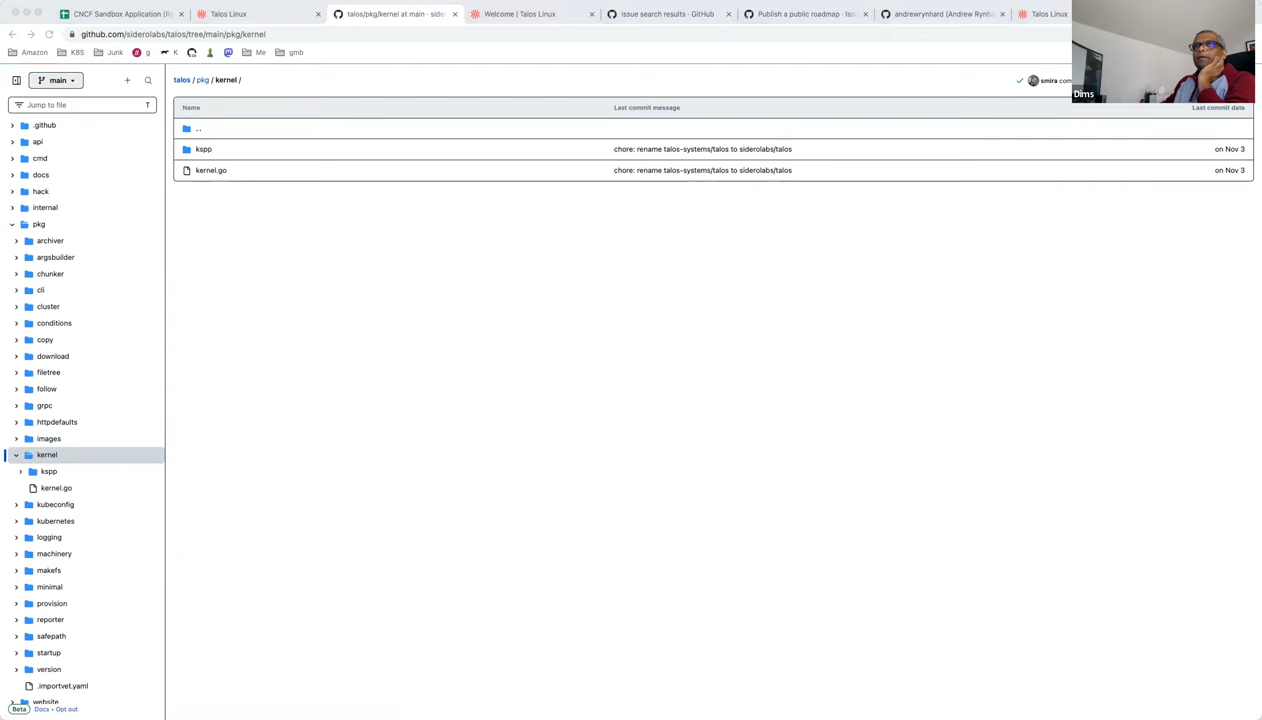 CNCF Sandbox Application (Re
Talos Linux
talos/pkg/kernel at main · sider
Welcome | Talos Linux
Issue search results · GitHub
Publish a public roadmap · Issu
andrewrynhard (Andrew Rynha
Talos Linux
github.com/siderolabs/talos/tree/main/pkg/kernel
Amazon K8S Junk g K Me gmb
Dims
main
talos / pkg / kernel /
smira com
Jump to file T
Name Last commit message Last commit date
..
kspp chore: rename talos-systems/talos to siderolabs/talos on Nov 3
kernel.go chore: rename talos-systems/talos to siderolabs/talos on Nov 3
.github
api
cmd
docs
hack
internal
pkg
archiver
argsbuilder
chunker
cli
cluster
conditions
copy
download
filetree
follow
grpc
httpdefaults
images
kernel
kspp
kernel.go
kubeconfig
kubernetes
logging
machinery
makefs
minimal
provision
reporter
safepath
startup
version
.importvet.yaml
website
Beta Docs • Opt out